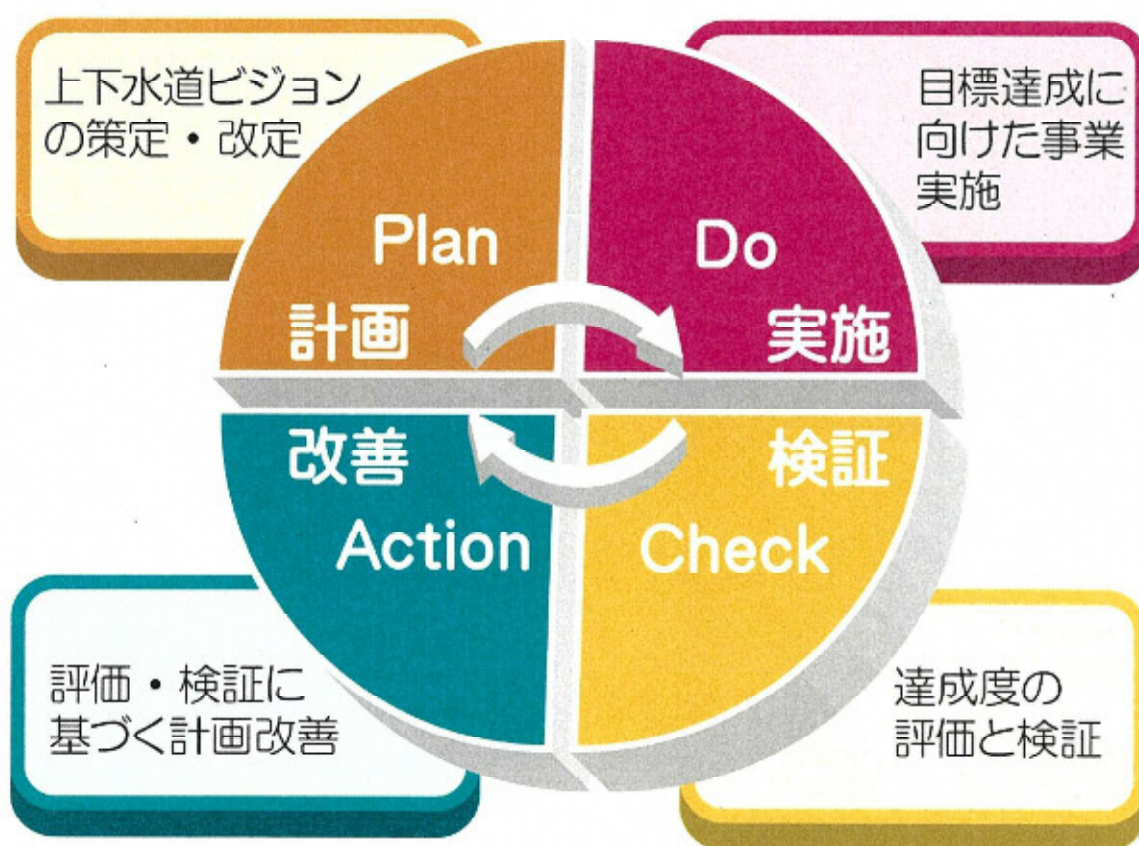 上下水道ビジョン
の策定・改定
Plan
計画
目標達成に
向けた事業
実施
Do
実施
検証
Check
達成度の
評価と検証
改善
Action
評価・検証に
基づく計画改善